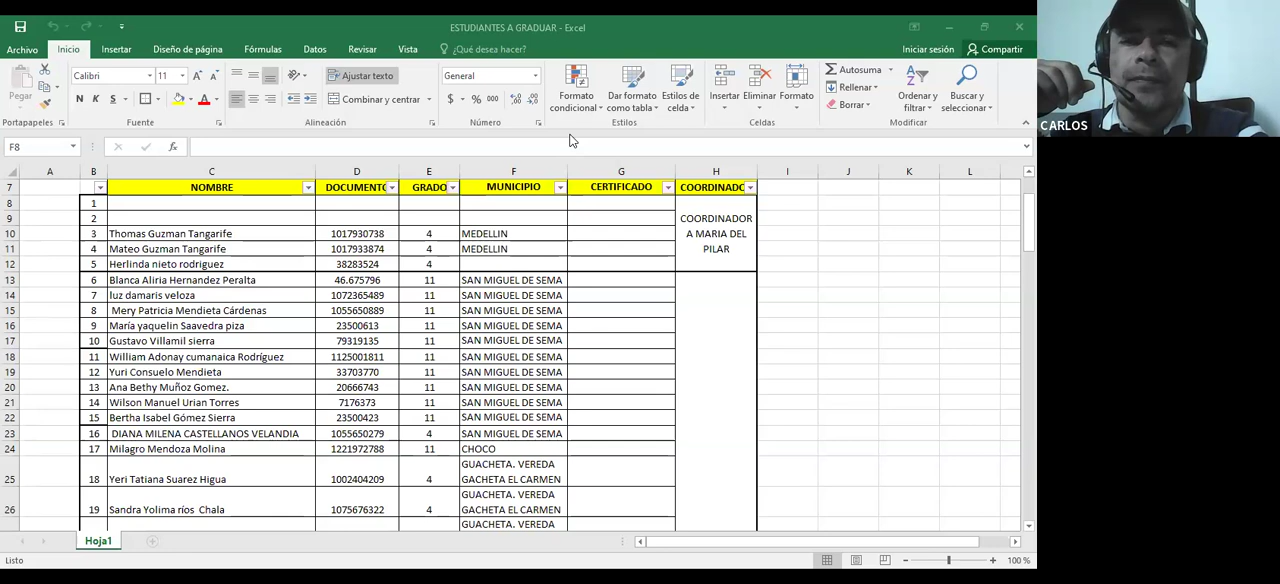 ESTUDIANTES A GRADUAR - Excel
Archivo Inicio Insertar Diseño de página Fórmulas Datos Revisar Vista ¿Qué desea hacer? Iniciar sesión Compartir
Pegar
Calibri 11
N K S
Ajustar texto
Combinar y centrar
General
$ % 000
Formato condicional
Dar formato como tabla
Estilos de celda
Insertar Eliminar Formato
Autosuma
Rellenar
Borrar
Ordenar y filtrar
Buscar y seleccionar
Portapapeles Fuente Alineación Número Estilos Celdas Modificar
CARLOS
F8 fx
A B C D E F G H I J K L
7 NOMBRE DOCUMENTO GRADO MUNICIPIO CERTIFICADO COORDINADO
8 1
9 2
10 3 Thomas Guzman Tangarife 1017930738 4 MEDELLIN
11 4 Mateo Guzman Tangarife 1017933874 4 MEDELLIN
12 5 Herlinda nieto rodriguez 38283524 4
COORDINADOR
A MARIA DEL
PILAR
13 6 Blanca Aliria Hernandez Peralta 46.675796 11 SAN MIGUEL DE SEMA
14 7 luz damaris veloza 1072365489 11 SAN MIGUEL DE SEMA
15 8 Mery Patricia Mendieta Cárdenas 1055650889 11 SAN MIGUEL DE SEMA
16 9 María yaquelin Saavedra piza 23500613 11 SAN MIGUEL DE SEMA
17 10 Gustavo Villamil sierra 79319135 11 SAN MIGUEL DE SEMA
18 11 William Adonay cumanaica Rodríguez 1125001811 11 SAN MIGUEL DE SEMA
19 12 Yuri Consuelo Mendieta 33703770 11 SAN MIGUEL DE SEMA
20 13 Ana Bethy Muñoz Gomez. 20666743 11 SAN MIGUEL DE SEMA
21 14 Wilson Manuel Urian Torres 7176373 11 SAN MIGUEL DE SEMA
22 15 Bertha Isabel Gómez Sierra 23500423 11 SAN MIGUEL DE SEMA
23 16 DIANA MILENA CASTELLANOS VELANDIA 1055650279 4 SAN MIGUEL DE SEMA
24 17 Milagro Mendoza Molina 1221972788 11 CHOCO
GUACHETA. VEREDA
25 18 Yeri Tatiana Suarez Higua 1002404209 4 GACHETA EL CARMEN
GUACHETA. VEREDA
26 19 Sandra Yolima ríos Chala 1075676322 4 GACHETA EL CARMEN
GUACHETA. VEREDA
Hoja1
Listo 100 %